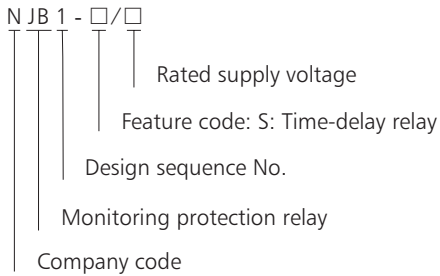 N JB 1 - □/□
Rated supply voltage
Feature code: S: Time-delay relay
Design sequence No.
Monitoring protection relay
Company code